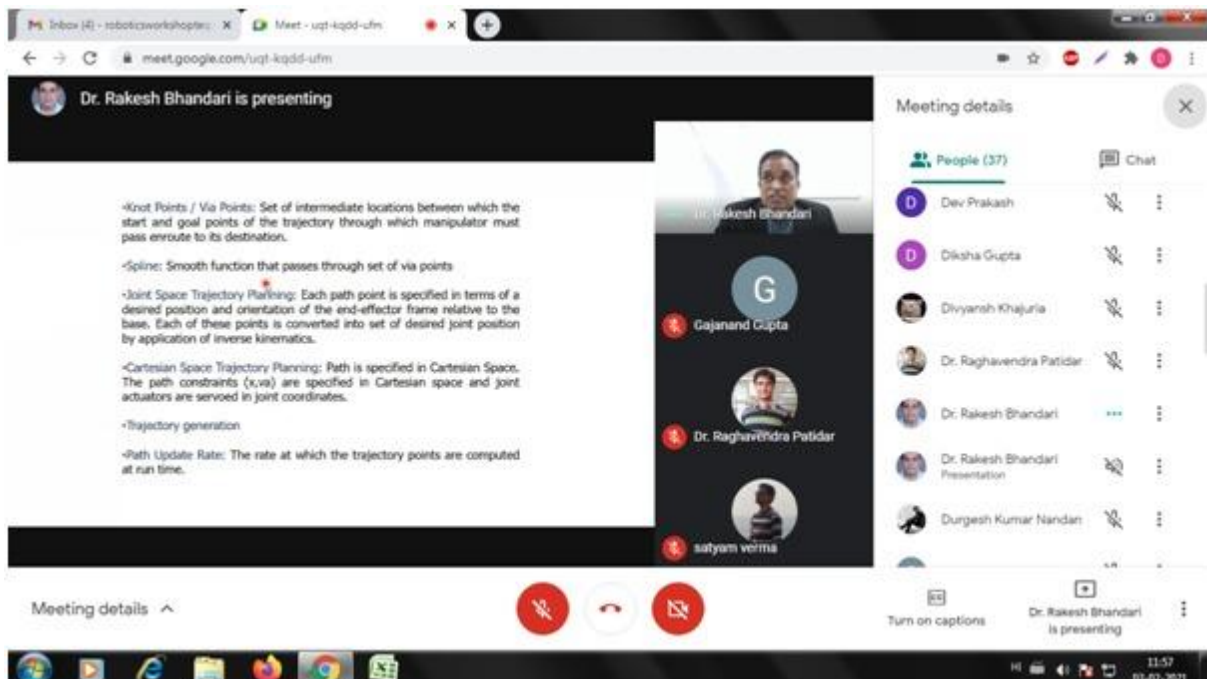 Inbox (4) - roboticsworkshopte
Meet - uqt-kqdd-ufm
meet.google.com/uqt-kqdd-ufm
Dr. Rakesh Bhandari is presenting
•Knot Points / Via Points: Set of intermediate locations between which the
start and goal points of the trajectory through which manipulator must
pass enroute to its destination.
•Spline: Smooth function that passes through set of via points
•Joint Space Trajectory Planning: Each path point is specified in terms of a
desired position and orientation of the end-effector frame relative to the
base. Each of these points is converted into set of desired joint position
by application of inverse kinematics.
•Cartesian Space Trajectory Planning: Path is specified in Cartesian Space.
The path constraints (x,va) are specified in Cartesian space and joint
actuators are servoed in joint coordinates.
•Trajectory generation
•Path Update Rate: The rate at which the trajectory points are computed
at run time.
Dr. Rakesh Bhandari
G
Gajanand Gupta
Dr. Raghavendra Patidar
satyam verma
Meeting details
People (37)
Chat
D
Dev Prakash
D
Diksha Gupta
Divyansh Khajuria
Dr. Raghavendra Patidar
Dr. Rakesh Bhandari
Dr. Rakesh Bhandari
Presentation
Durgesh Kumar Nandan
Meeting details
Turn on captions
Dr. Rakesh Bhandari
is presenting
11:57